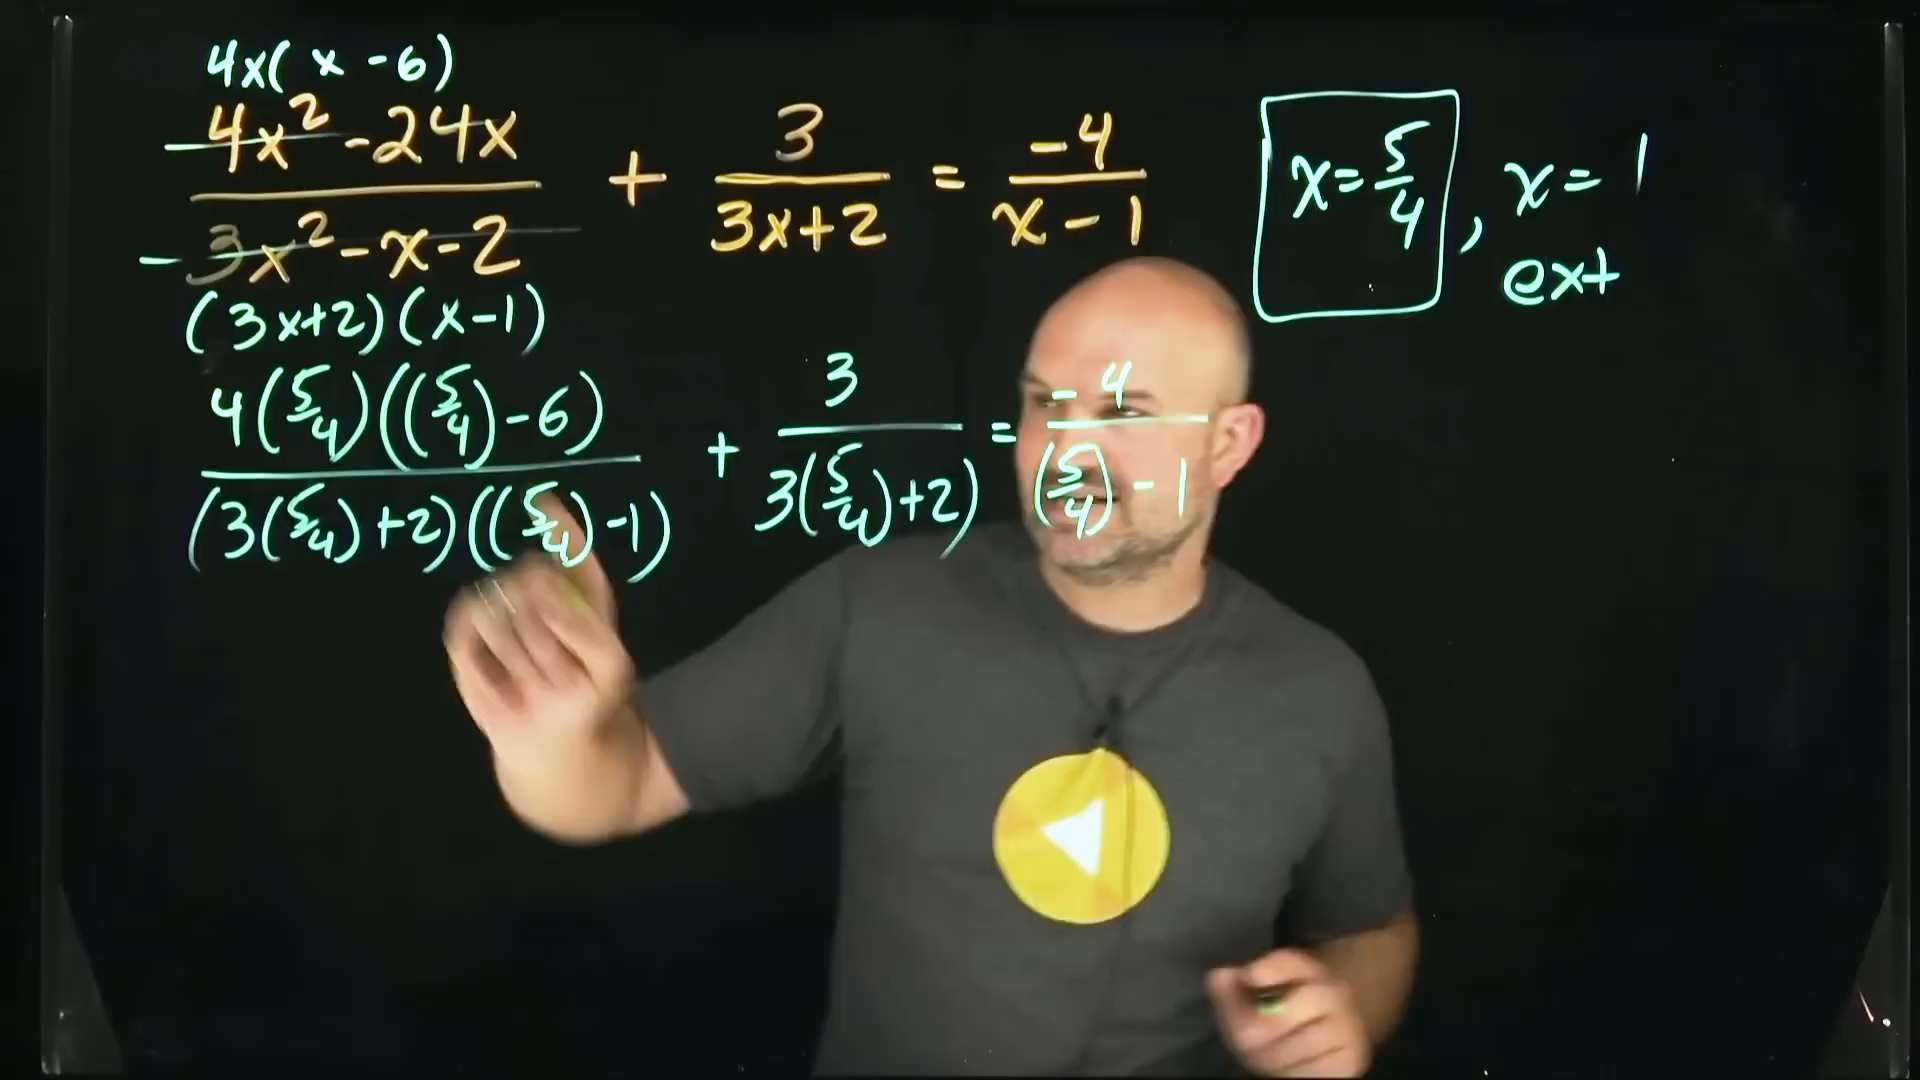 4x(x-6)
4x²-24x / 3x²-x-2 + 3 / 3x+2 = -4 / x-1
(3x+2)(x-1)
x=5/4, x=1
ext
4(5/4)((5/4)-6) / (3(5/4)+2)((5/4)-1) + 3 / 3(5/4)+2) = -4 / (5/4)-1